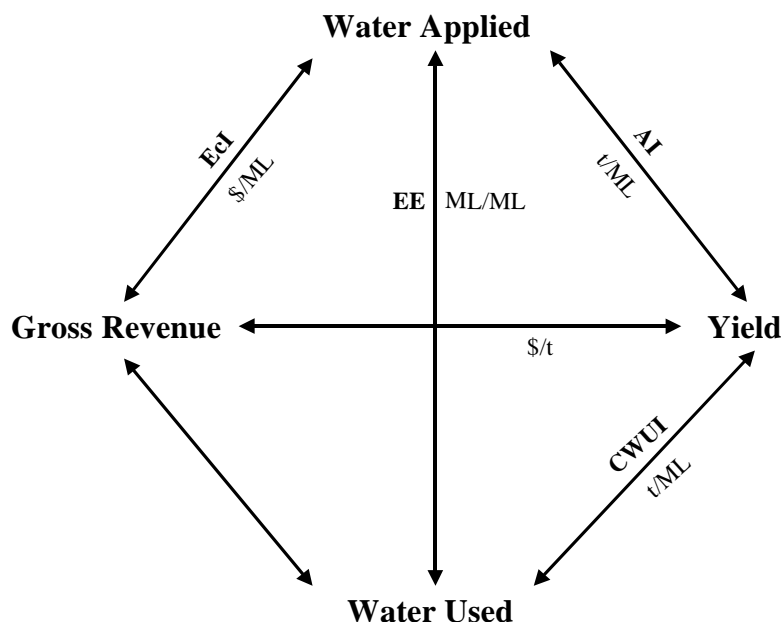 Water Applied
EcI
$/ML
AI
t/ML
EE ML/ML
Gross Revenue
Yield
$/t
CWUI
t/ML
Water Used